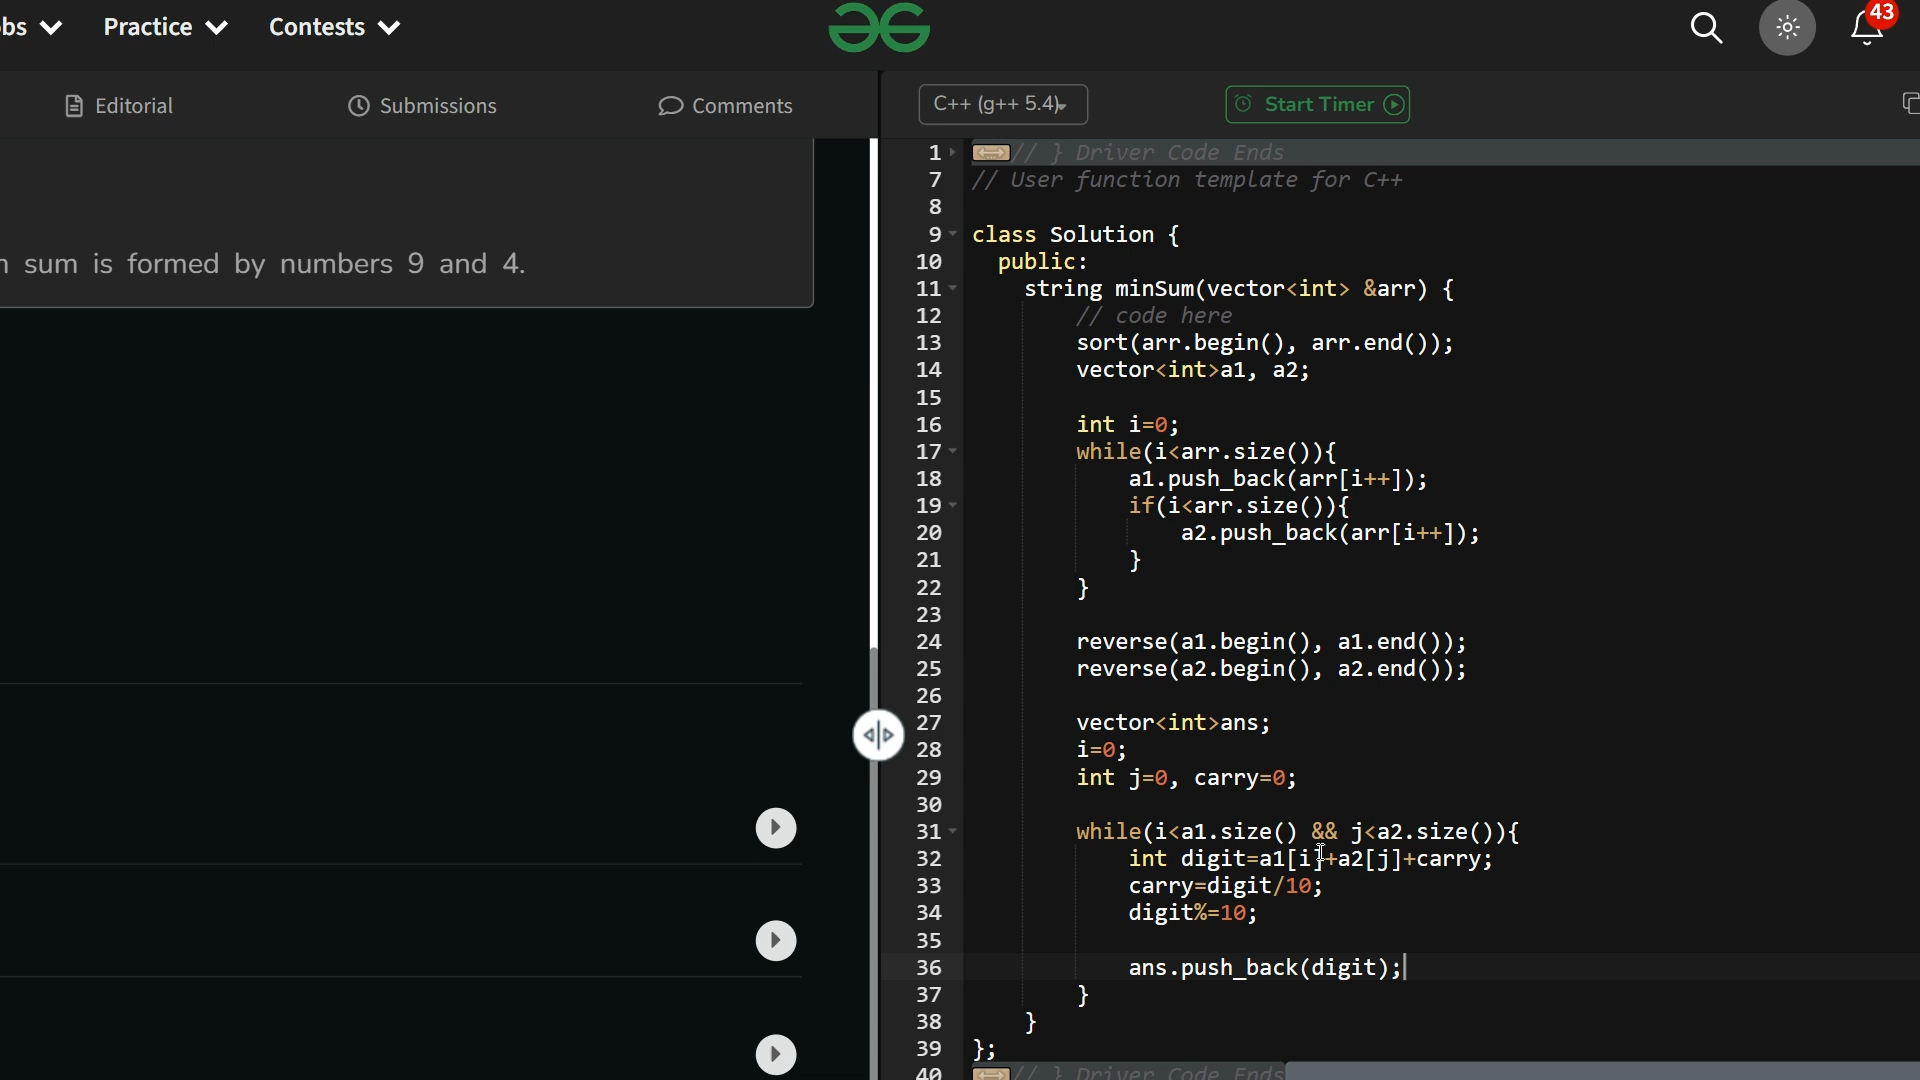 bs Practice Contests 43
Editorial Submissions Comments
C++ (g++ 5.4) Start Timer
sum is formed by numbers 9 and 4.
1 // } Driver Code Ends
7 // User function template for C++
8
9 class Solution {
10 public:
11 string minSum(vector<int> &arr) {
12 // code here
13 sort(arr.begin(), arr.end());
14 vector<int>a1, a2;
15
16 int i=0;
17 while(i<arr.size()){
18 a1.push_back(arr[i++]);
19 if(i<arr.size()){
20 a2.push_back(arr[i++]);
21 }
22 }
23
24 reverse(a1.begin(), a1.end());
25 reverse(a2.begin(), a2.end());
26
27 vector<int>ans;
28 i=0;
29 int j=0, carry=0;
30
31 while(i<a1.size() && j<a2.size()){
32 int digit=a1[i]+a2[j]+carry;
33 carry=digit/10;
34 digit%=10;
35
36 ans.push_back(digit);
37 }
38 }
39 };
40 // } Driver Code Ends